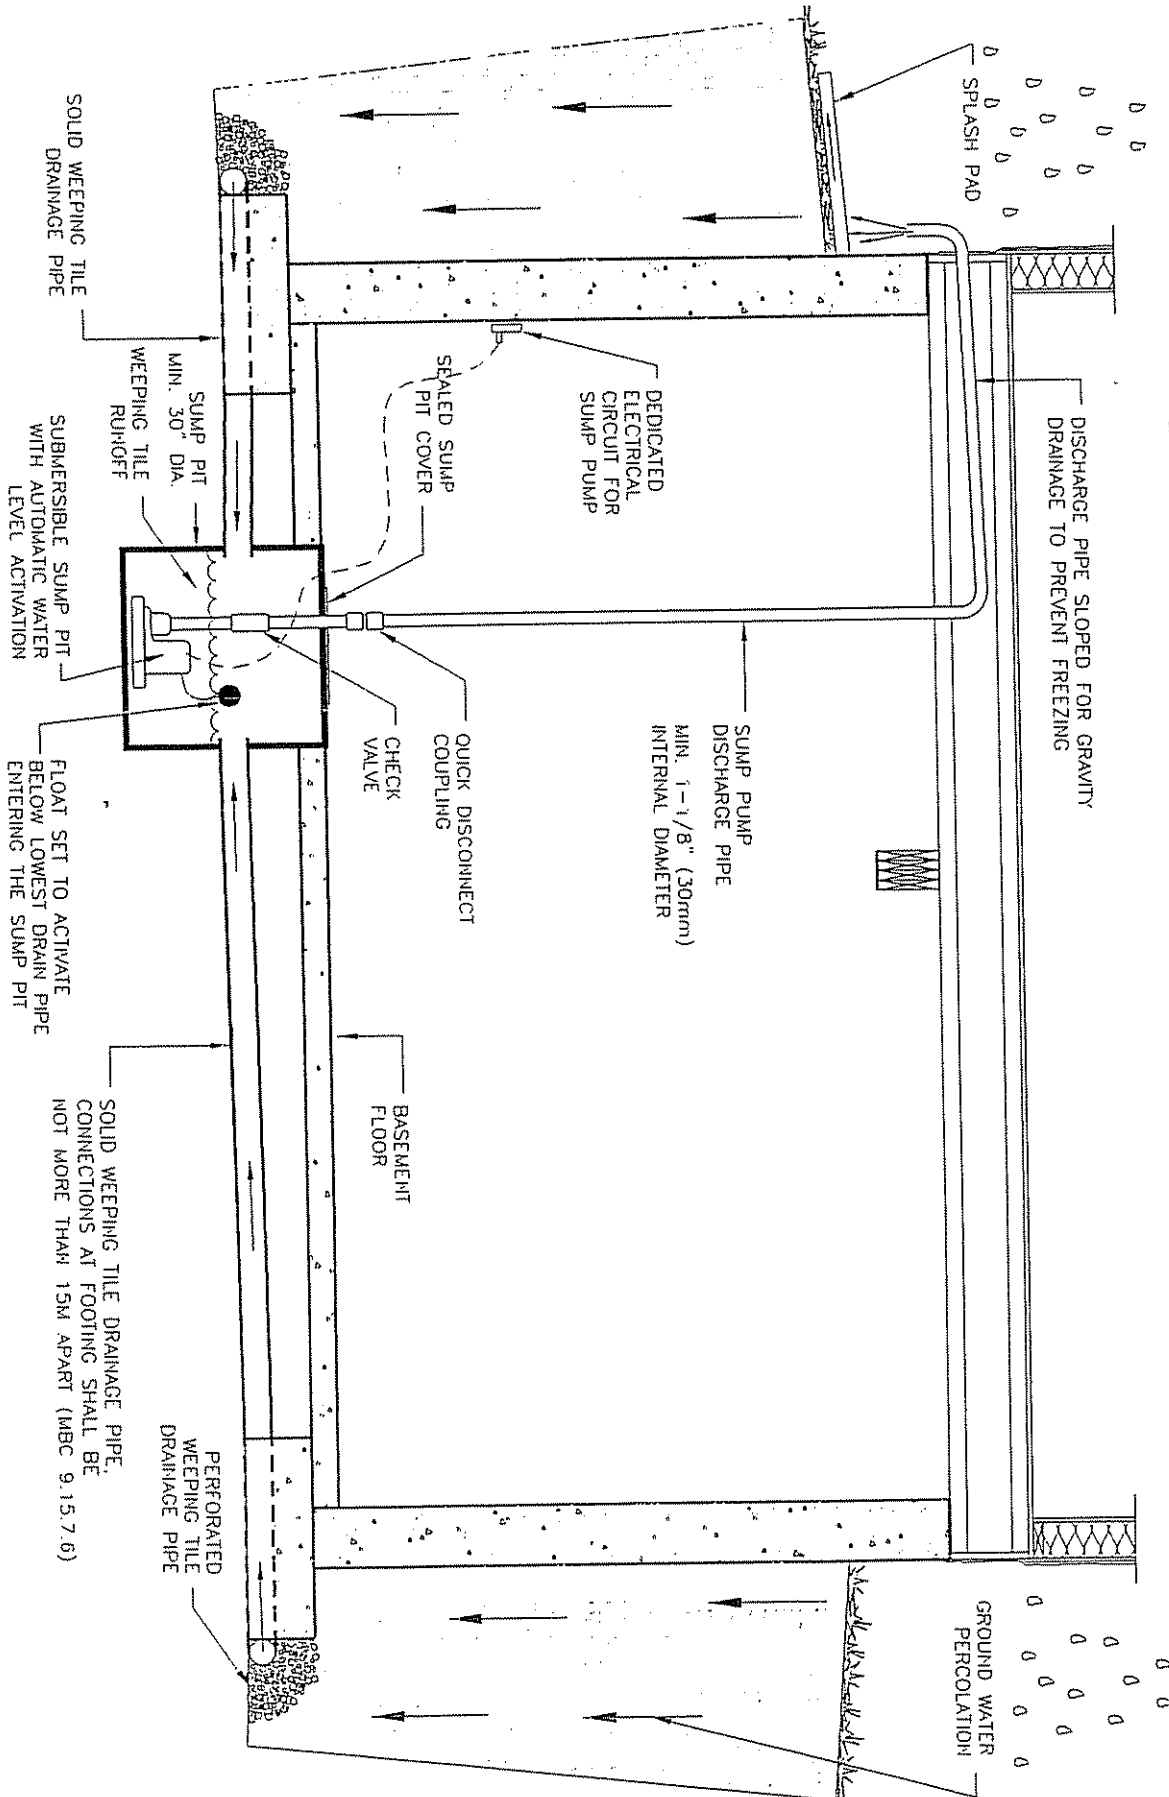 SPLASH PAD
DISCHARGE PIPE SLOPED FOR GRAVITY
DRAINAGE TO PREVENT FREEZING
GROUND WATER
PERCOLATION
DEDICATED
ELECTRICAL
CIRCUIT FOR
SUMP PUMP
SUMP PUMP
DISCHARGE PIPE
MIN. 1-1/8" (30mm)
INTERNAL DIAMETER
SEALED SUMP
PIT COVER
QUICK DISCONNECT
COUPLING
CHECK
VALVE
BASEMENT
FLOOR
SOLID WEEPING TILE
DRAINAGE PIPE
SUMP PIT
MIN. 30" DIA.
WEEPING TILE
RUNOFF
SUBMERSIBLE SUMP PIT
WITH AUTOMATIC WATER
LEVEL ACTIVATION
FLOAT SET TO ACTIVATE
BELOW LOWEST DRAIN PIPE
ENTERING THE SUMP PIT
SOLID WEEPING TILE DRAINAGE PIPE.
CONNECTIONS AT FOOTING SHALL BE
NOT MORE THAN 15M APART (MBC 9.15.7.6)
PERFORATED
WEEPING TILE
DRAINAGE PIPE